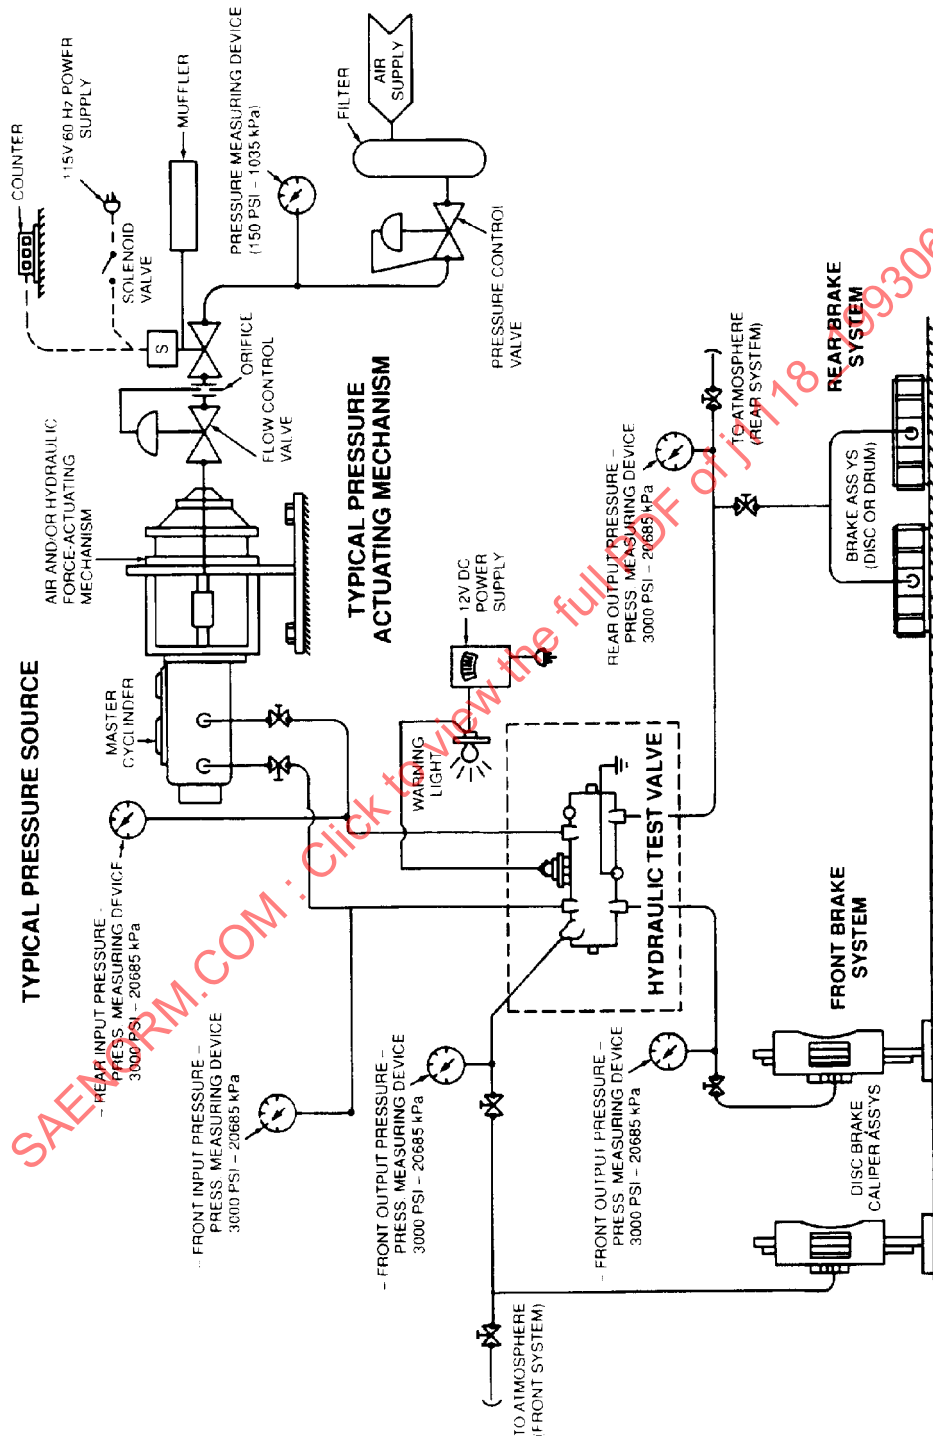 TYPICAL PRESSURE SOURCE
– REAR INPUT PRESSURE –
PRESS. MEASURING DEVICE
3000 PSI – 20685 kPa
– FRONT INPUT PRESSURE –
PRESS. MEASURING DEVICE
3000 PSI – 20685 kPa
– FRONT OUTPUT PRESSURE –
PRESS. MEASURING DEVICE
3000 PSI – 20685 kPa
– FRONT OUTPUT PRESSURE –
PRESS. MEASURING DEVICE
3000 PSI – 20685 kPa
TO ATMOSPHERE
(FRONT SYSTEM)
MASTER
CYLINDER
AIR AND/OR HYDRAULIC
FORCE-ACTUATING
MECHANISM
TYPICAL PRESSURE
ACTUATING MECHANISM
COUNTER
115V 60 Hz POWER
SUPPLY
SOLENOID
VALVE
S
MUFFLER
ORIFICE
FLOW CONTROL
VALVE
PRESSURE MEASURING DEVICE
(150 PSI – 1035 kPa)
FILTER
AIR
SUPPLY
PRESSURE CONTROL
VALVE
WARNING
LIGHT
12V DC
POWER
SUPPLY
HYDRAULIC TEST VALVE
REAR OUTPUT PRESSURE –
PRESS. MEASURING DEVICE
3000 PSI – 20685 kPa
TO ATMOSPHERE
(REAR SYSTEM)
REAR BRAKE
SYSTEM
BRAKE ASSYS
(DISC OR DRUM)
FRONT BRAKE
SYSTEM
DISC BRAKE
CALIPER ASSYS
SAENORM.COM : Click to view the full PDF of j1118_199306